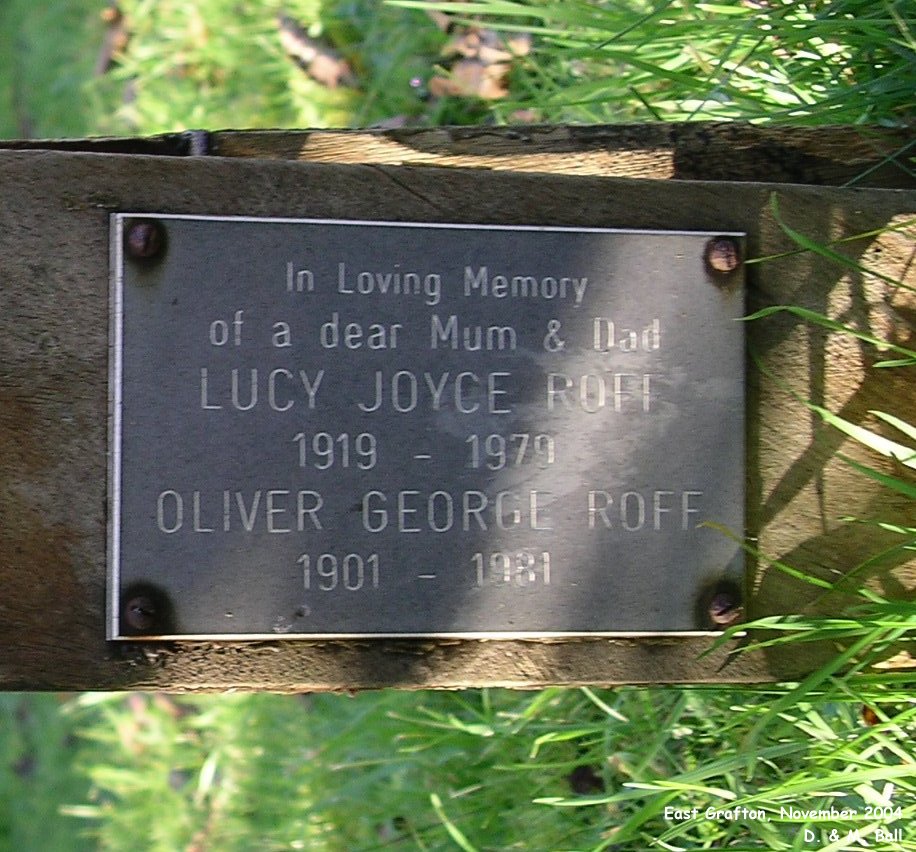 In Loving Memory
of a dear Mum & Dad
LUCY JOYCE ROFF
1919 - 1979
OLIVER GEORGE ROFF
1901 - 1981
East Grafton, November 2004
D. & M. Ball